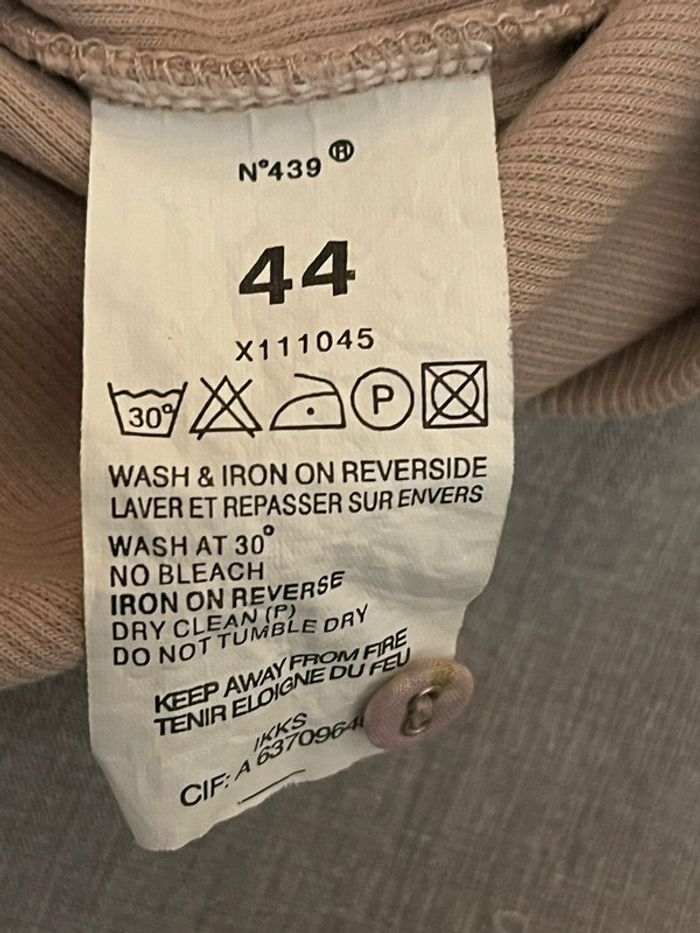 N°439 ®
44
X111045
30°
P
WASH & IRON ON REVERSIDE
LAVER ET REPASSER SUR ENVERS
WASH AT 30°
NO BLEACH
IRON ON REVERSE
DRY CLEAN (P)
DO NOT TUMBLE DRY
KEEP AWAY FROM FIRE
TENIR ELOIGNE DU FEU
IKKS
CIF: A